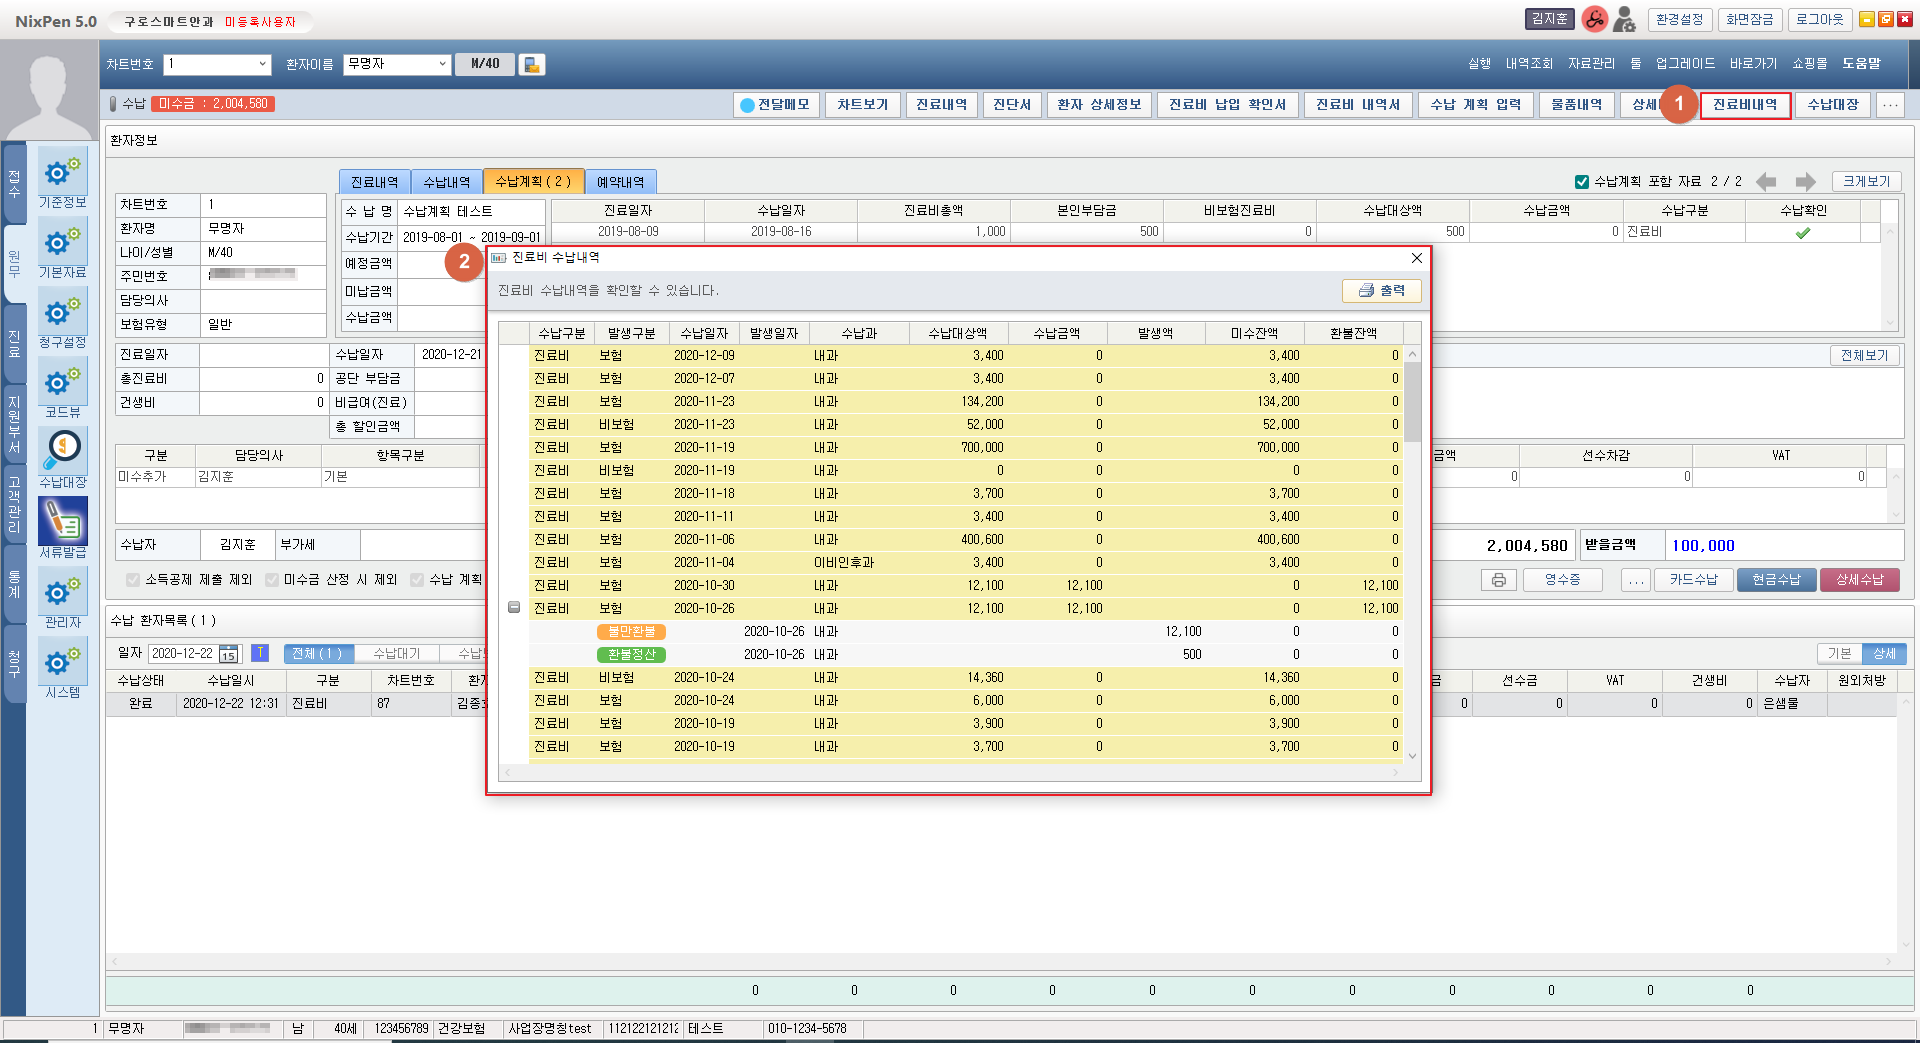 NixPen 5.0 구로스마트안과 미등록사용자 김지훈 환경설정 화면잠금 로그아웃
차트번호 1 환자이름 무명자 M/40 실행 내역조회 자료관리 툴 업그레이드 바로가기 쇼핑몰 도움말
수납 미수금 : 2,004,580 전달메모 차트보기 진료내역 진단서 환자 상세정보 진료비 납입 확인서 진료비 내역서 수납 계획 입력 물품내역 상세 1 진료비내역 수납대장 ...
환자정보
접수
원무
진료
지원부서
고객관리
통계
청구
기준정보
기본자료
청구설정
코드뷰
수납대장
서류발급
관리자
시스템
진료내역 수납내역 수납계획 ( 2 ) 예약내역 수납계획 포함 자료 2 / 2 크게보기
차트번호 1
환자명 무명자
나이/성별 M/40
주민번호
담당의사
보험유형 일반
수 납 명 수납계획 테스트
수납기간 2019-08-01 ~ 2019-09-01
예정금액
미납금액
수납금액
진료일자 수납일자 진료비총액 본인부담금 비보험진료비 수납대상액 수납금액 수납구분 수납확인
2019-08-09 2019-08-16 1,000 500 0 500 0 진료비
진료일자 수납일자 2020-12-21 전체보기
총진료비 0 공단 부담금
건생비 0 비급여(진료)
총 할인금액
구분 담당의사 항목구분 금액 선수차감 VAT
미수추가 김지훈 기본 0 0 0
수납자 김지훈 부가세 2,004,580 받을금액 100,000
소득공제 제출 제외 미수금 산정 시 제외 수납 계획 영수증 ... 카드수납 현금수납 상세수납
2 진료비 수납내역
진료비 수납내역을 확인할 수 있습니다. 출력
수납구분 발생구분 수납일자 발생일자 수납과 수납대상액 수납금액 발생액 미수잔액 환불잔액
진료비 보험 2020-12-09 내과 3,400 0 3,400 0
진료비 보험 2020-12-07 내과 3,400 0 3,400 0
진료비 보험 2020-11-23 내과 134,200 0 134,200 0
진료비 비보험 2020-11-23 내과 52,000 0 52,000 0
진료비 보험 2020-11-19 내과 700,000 0 700,000 0
진료비 비보험 2020-11-19 내과 0 0 0 0
진료비 보험 2020-11-18 내과 3,700 0 3,700 0
진료비 보험 2020-11-11 내과 3,400 0 3,400 0
진료비 보험 2020-11-06 내과 400,600 0 400,600 0
진료비 보험 2020-11-04 이비인후과 3,400 0 3,400 0
진료비 보험 2020-10-30 내과 12,100 12,100 0 12,100
진료비 보험 2020-10-26 내과 12,100 12,100 0 12,100
불만환불 2020-10-26 내과 12,100 0 0
환불정산 2020-10-26 내과 500 0 0
진료비 비보험 2020-10-24 내과 14,360 0 14,360 0
진료비 보험 2020-10-24 내과 6,000 0 6,000 0
진료비 보험 2020-10-19 내과 3,900 0 3,900 0
진료비 보험 2020-10-19 내과 3,700 0 3,700 0
수납 환자목록 ( 1 )
일자 2020-12-22 15 T 전체 ( 1 ) 수납대기 기본 상세
수납상태 수납일시 구분 차트번호 선수금 VAT 건생비 수납자 원외처방
완료 2020-12-22 12:31 진료비 87 0 0 0 0 은샘물
0 0 0 0 0 0 0 0 0 0 0
1 무명자 남 40세 123456789 건강보험 사업장명칭test 112122121212 테스트 010-1234-5678